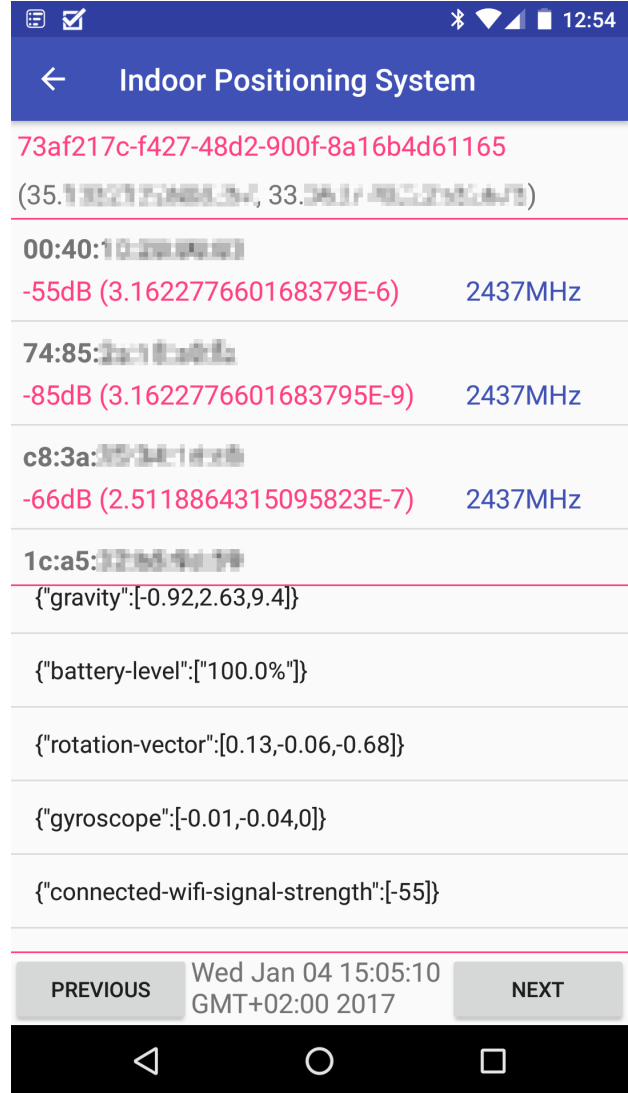 12:54
Indoor Positioning System
73af217c-f427-48d2-900f-8a16b4d61165
(35. , 33. )
00:40:
-55dB (3.162277660168379E-6) 2437MHz
74:85:
-85dB (3.1622776601683795E-9) 2437MHz
c8:3a:
-66dB (2.5118864315095823E-7) 2437MHz
1c:a5:
{"gravity":[-0.92,2.63,9.4]}
{"battery-level":["100.0%"]}
{"rotation-vector":[0.13,-0.06,-0.68]}
{"gyroscope":[-0.01,-0.04,0]}
{"connected-wifi-signal-strength":[-55]}
PREVIOUS
Wed Jan 04 15:05:10
GMT+02:00 2017
NEXT